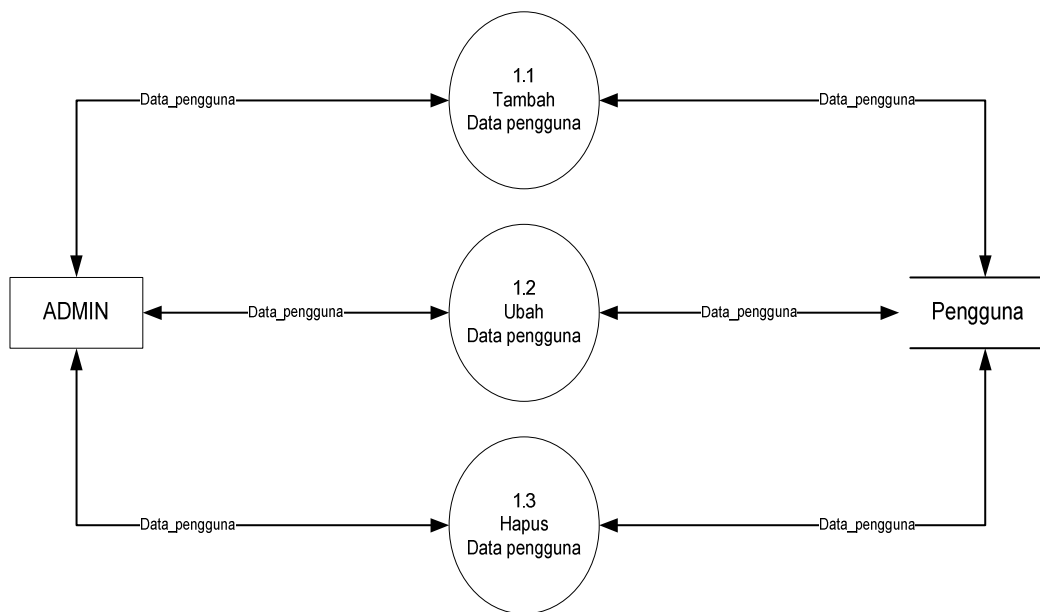 1.1
Tambah
Data pengguna
Data_pengguna
Data_pengguna
ADMIN
Data_pengguna
1.2
Ubah
Data pengguna
Data_pengguna
Pengguna
1.3
Hapus
Data pengguna
Data_pengguna
Data_pengguna